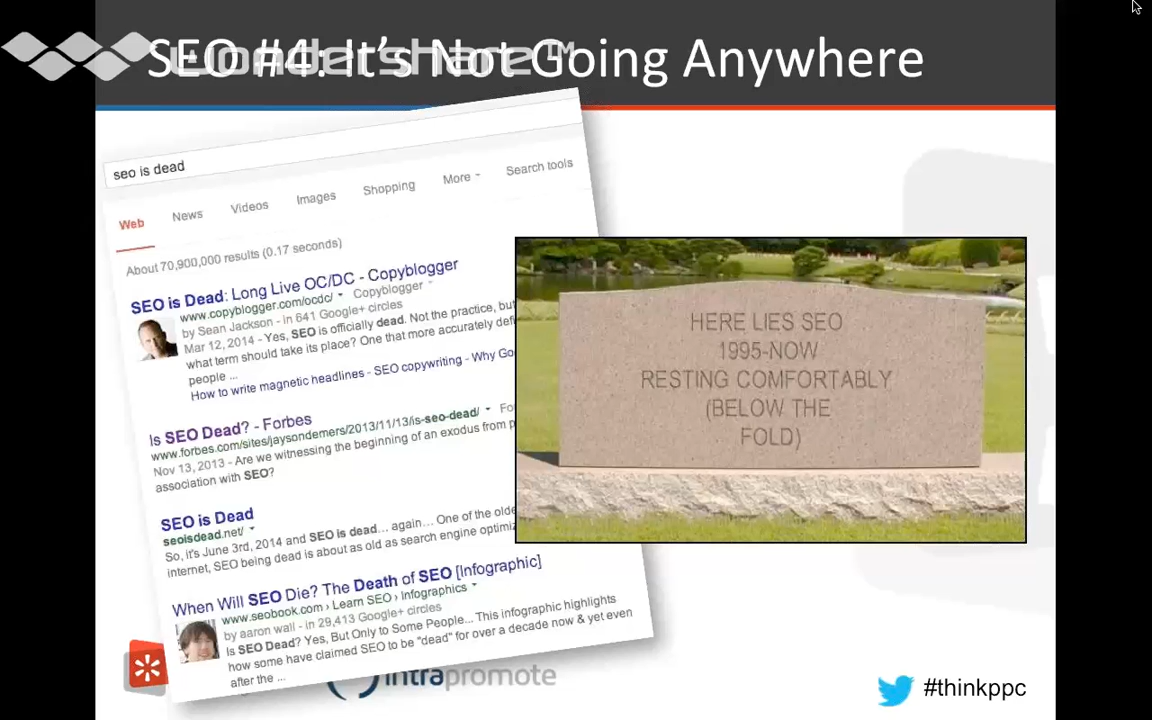 SEO #4: It's Not Going Anywhere
wondershare™
seo is dead
Web News Videos Images Shopping More Search tools
About 70,900,000 results (0.17 seconds)
SEO is Dead: Long Live OC/DC - Copyblogger
www.copyblogger.com/ocdc/ Copyblogger
by Sean Jackson - in 641 Google+ circles
Mar 12, 2014 - Yes, SEO is officially dead. Not the practice, but
what term should take its place? One that more accurately
people ...
How to write magnetic headlines - SEO copywriting - Why
Is SEO Dead? - Forbes
www.forbes.com/sites/jaysondemers/2013/11/13/is-seo-dead/
Nov 13, 2013 - Are we witnessing the beginning of an exodus from
association with SEO?
SEO is Dead
seoisdead.net/
So, it's June 3rd, 2014 and SEO is dead... again... One of the
internet, SEO being dead is about as old as search engine
When Will SEO Die? The Death of SEO [Infographic]
www.seobook.com › Learn SEO › Infographics
by aaron wall - in 29,413 Google+ circles
Is SEO Dead? Yes, But Only to Some People... This infographic highlights
how some have claimed SEO to be "dead" for over a decade now & yet even
after the ...
HERE LIES SEO
1995-NOW
RESTING COMFORTABLY
(BELOW THE
FOLD)
intrapromote
#thinkppc